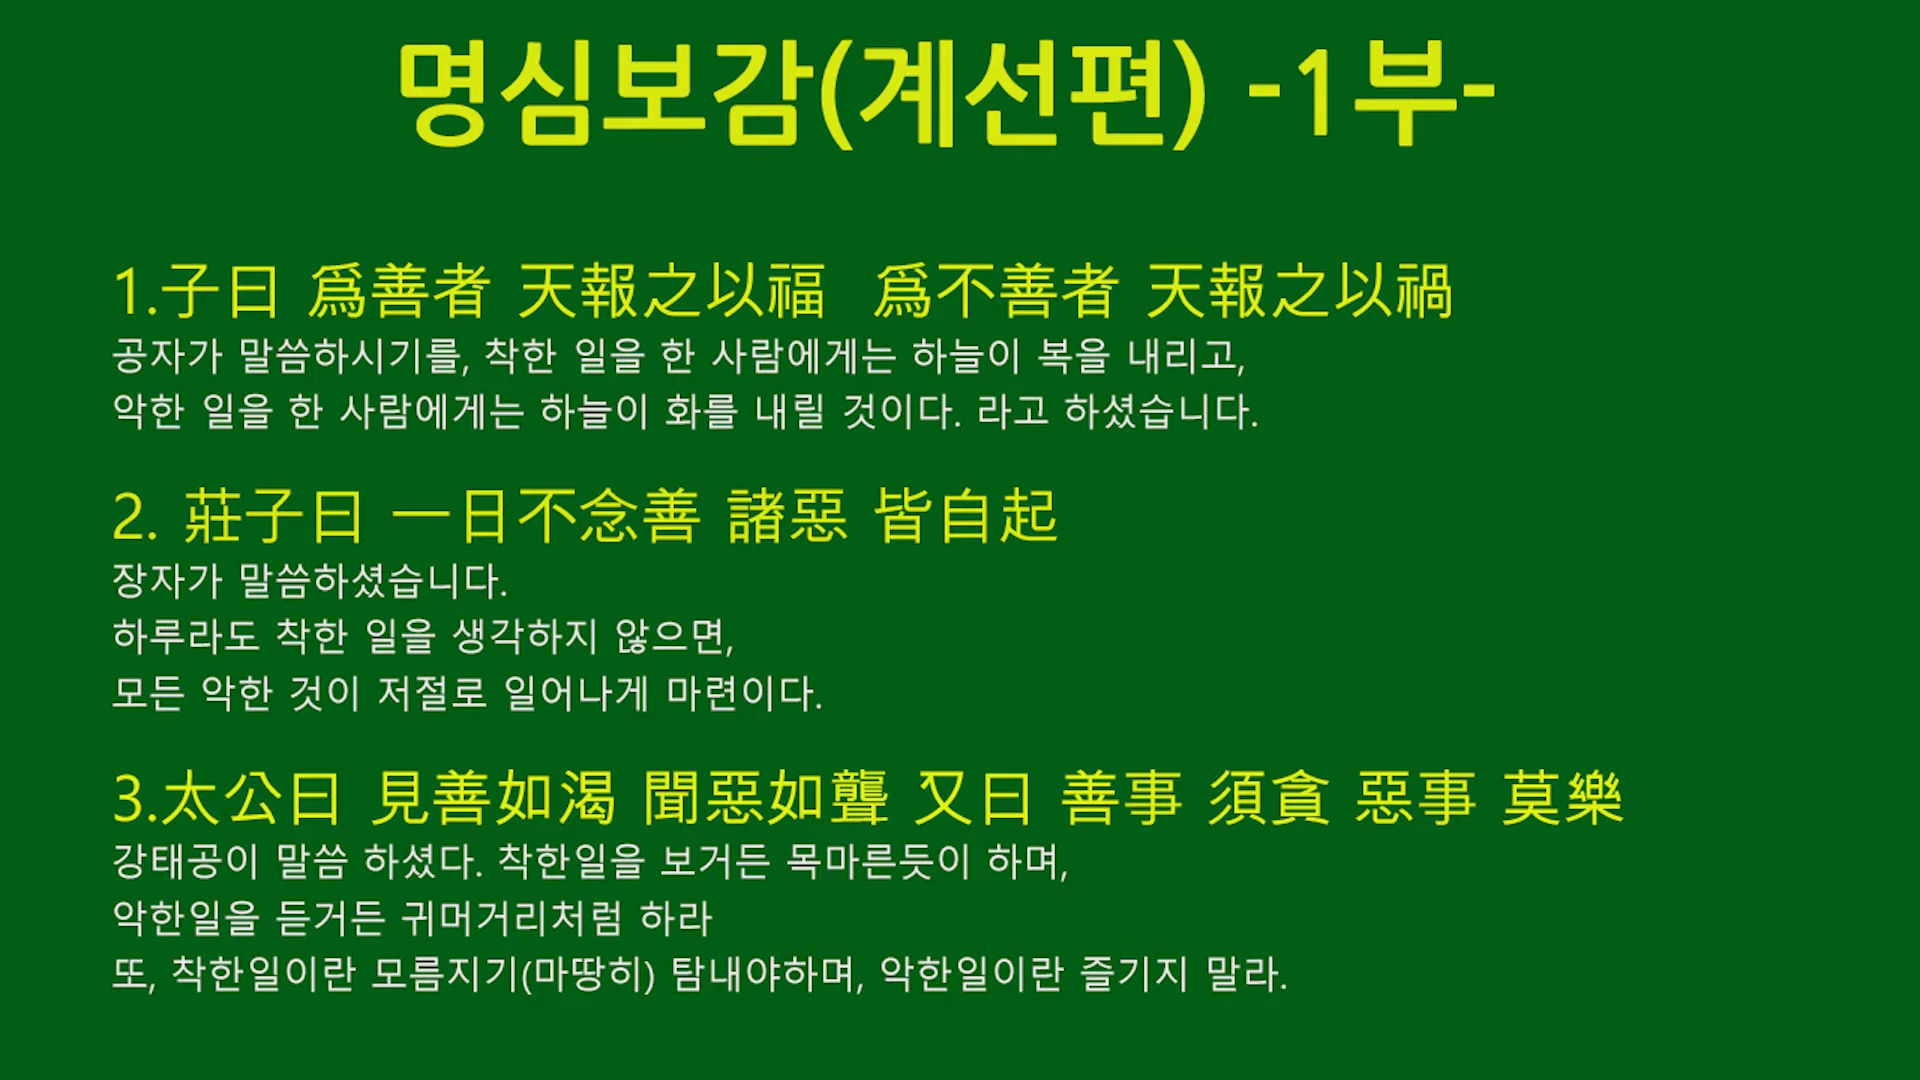 명심보감(계선편) -1부-
1.子曰 爲善者 天報之以福 爲不善者 天報之以禍
공자가 말씀하시기를, 착한 일을 한 사람에게는 하늘이 복을 내리고,
악한 일을 한 사람에게는 하늘이 화를 내릴 것이다. 라고 하셨습니다.
2. 莊子曰 一日不念善 諸惡 皆自起
장자가 말씀하셨습니다.
하루라도 착한 일을 생각하지 않으면,
모든 악한 것이 저절로 일어나게 마련이다.
3.太公曰 見善如渴 聞惡如聾 又曰 善事 須貪 惡事 莫樂
강태공이 말씀 하셨다. 착한일을 보거든 목마른듯이 하며,
악한일을 듣거든 귀머거리처럼 하라
또, 착한일이란 모름지기(마땅히) 탐내야하며, 악한일이란 즐기지 말라.